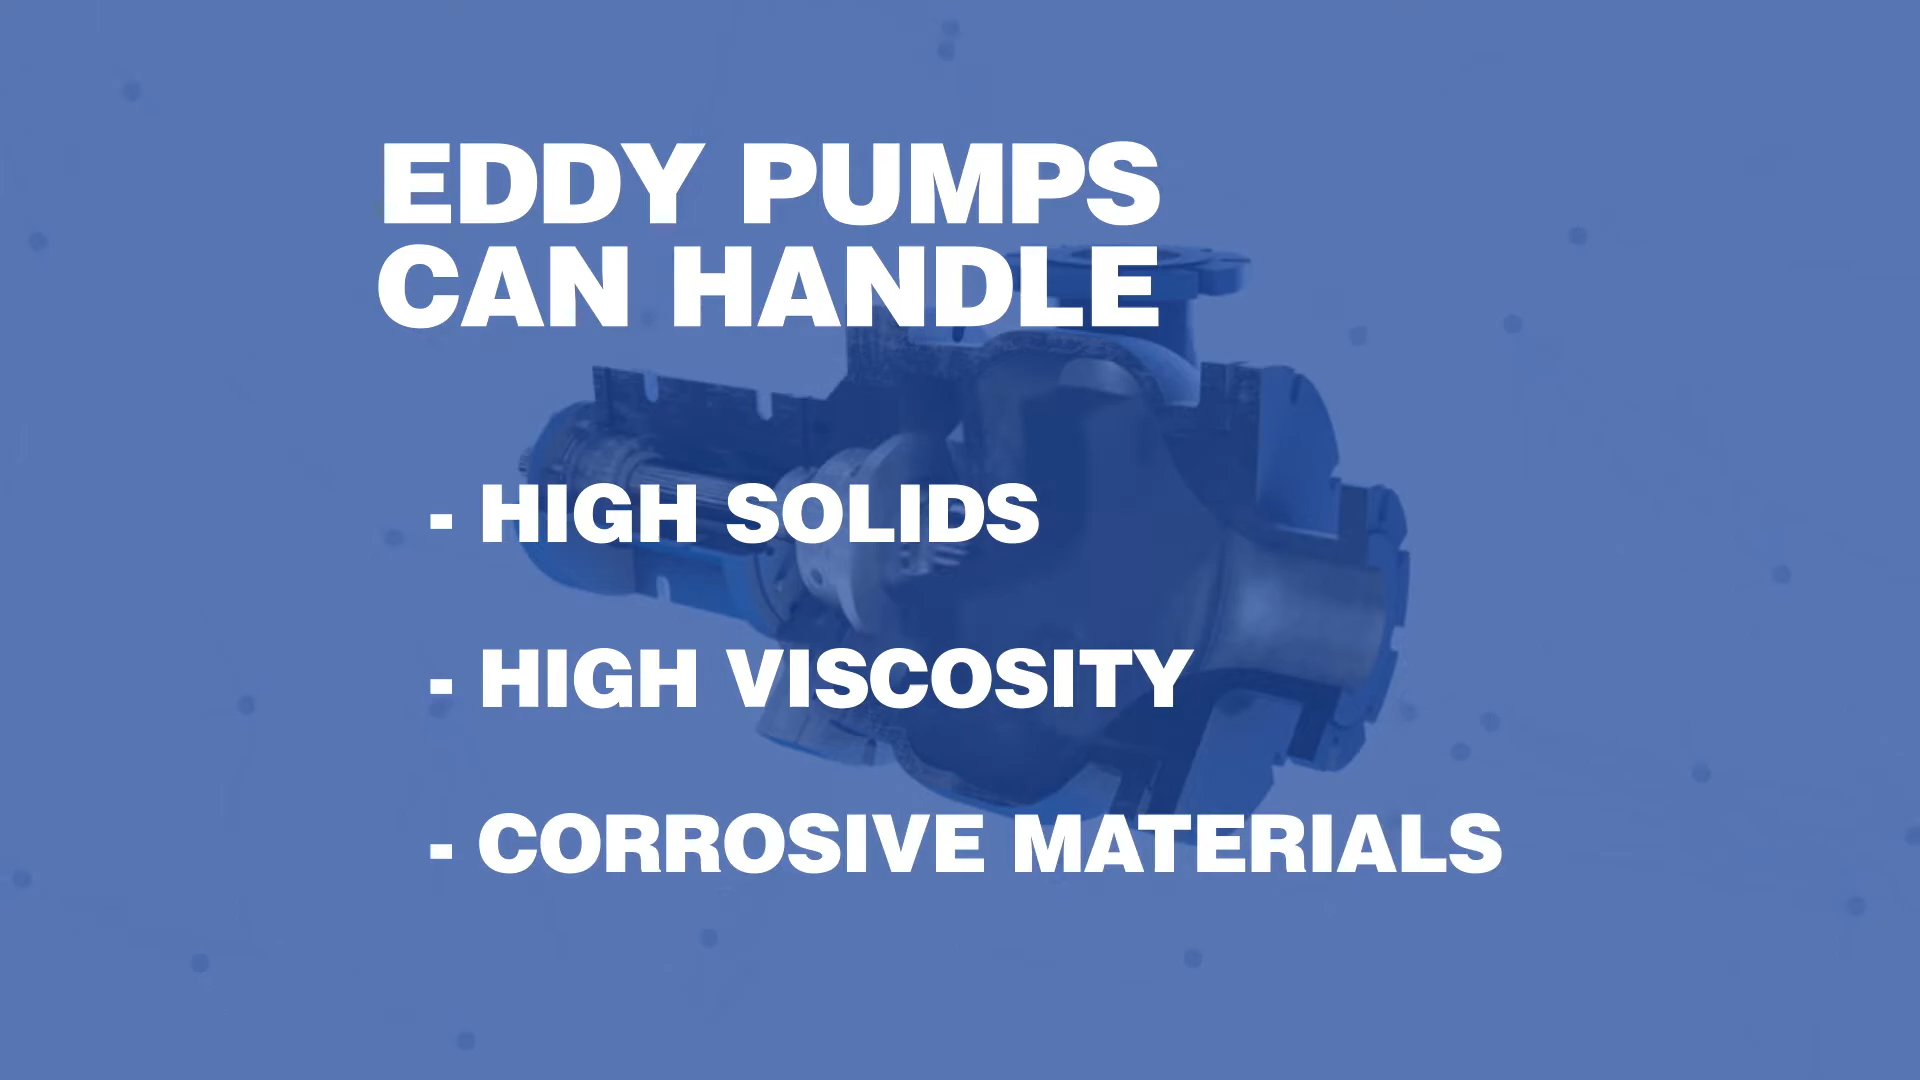 EDDY PUMPS
CAN HANDLE
- HIGH SOLIDS
- HIGH VISCOSITY
- CORROSIVE MATERIALS